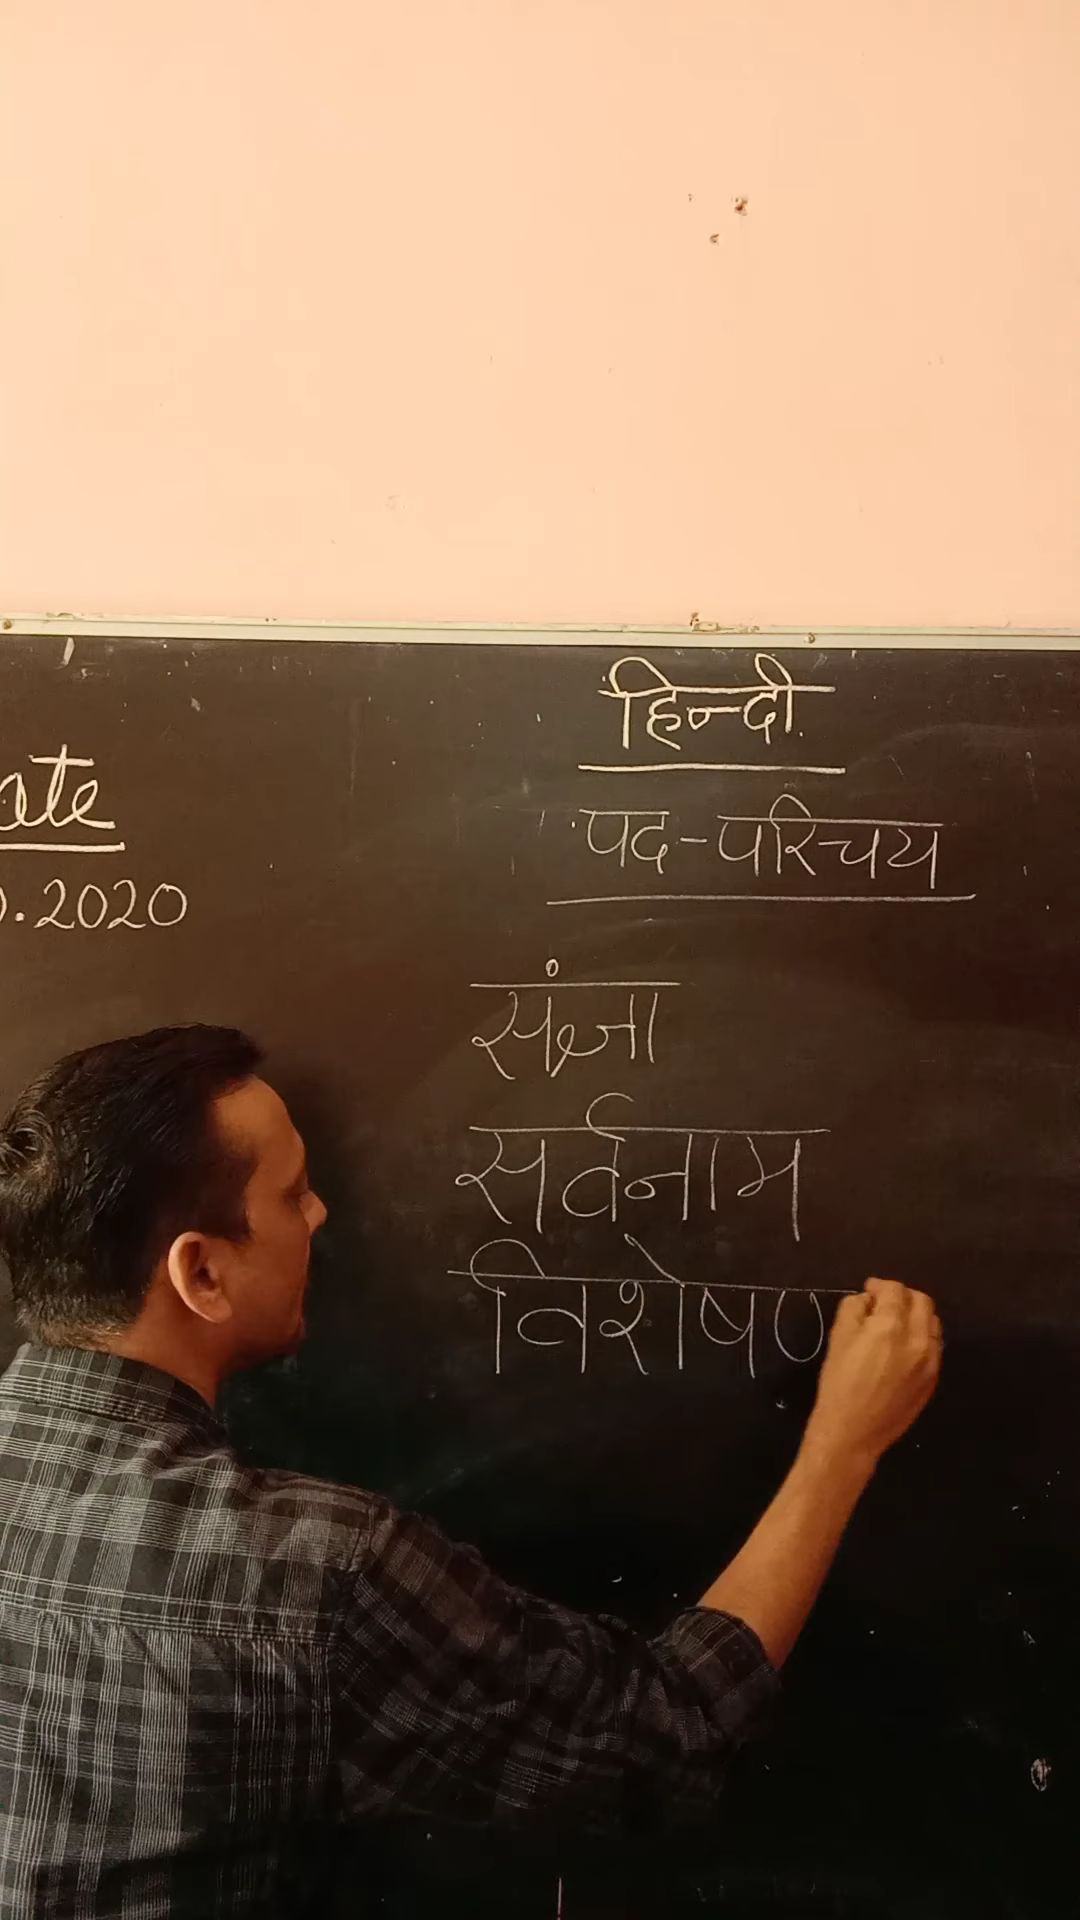 हिन्दी
पद-परिचय
ate
.2020
संज्ञा
सर्वनाम
विशेषण